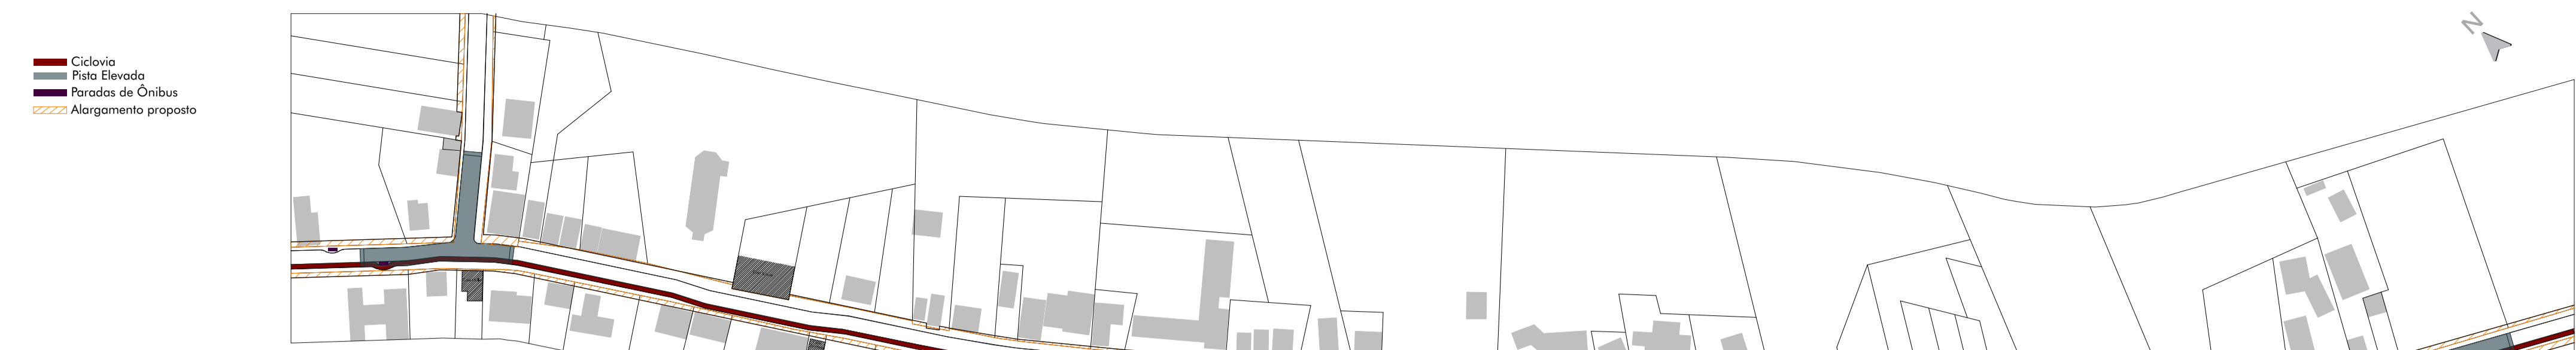 Ciclovia
Pista Elevada
Paradas de Ônibus
Alargamento proposto
N